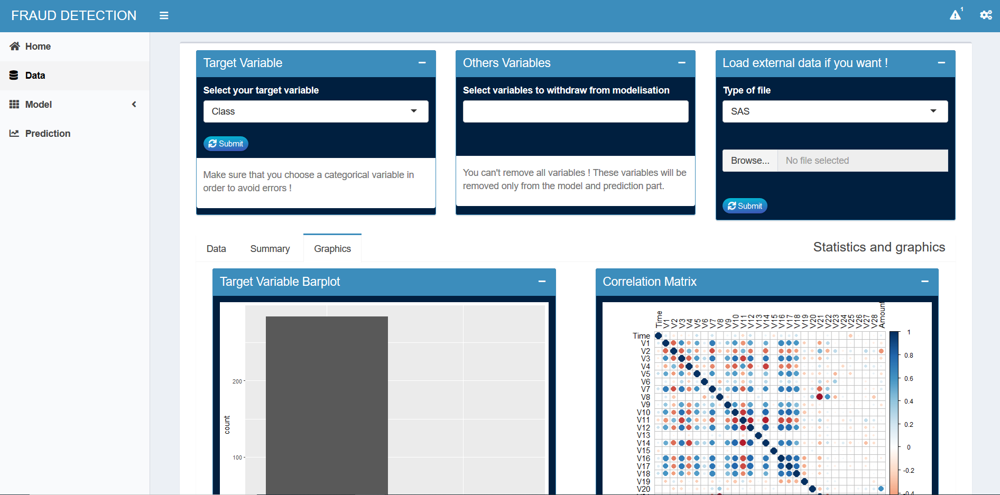 FRAUD DETECTION
1
Home
Data
Model
Prediction
Target Variable
Select your target variable
Class
Submit
Make sure that you choose a categorical variable in
order to avoid errors !
Others Variables
Select variables to withdraw from modelisation
You can't remove all variables ! These variables will be
removed only from the model and prediction part.
Load external data if you want !
Type of file
SAS
Browse... No file selected
Submit
Data Summary Graphics
Statistics and graphics
Target Variable Barplot
count
200
100
Correlation Matrix
Time V1 V2 V3 V4 V5 V6 V7 V8 V9 V10 V11 V12 V13 V14 V15 V16 V17 V18 V19 V20 V21 V22 V23 V24 V25 V26 V27 V28 Amount
Time
V1
V2
V3
V4
V5
V6
V7
V8
V9
V10
V11
V12
V13
V14
V15
V16
V17
V18
V19
V20
1
0.8
0.6
0.4
0.2
0
-0.2
-0.4